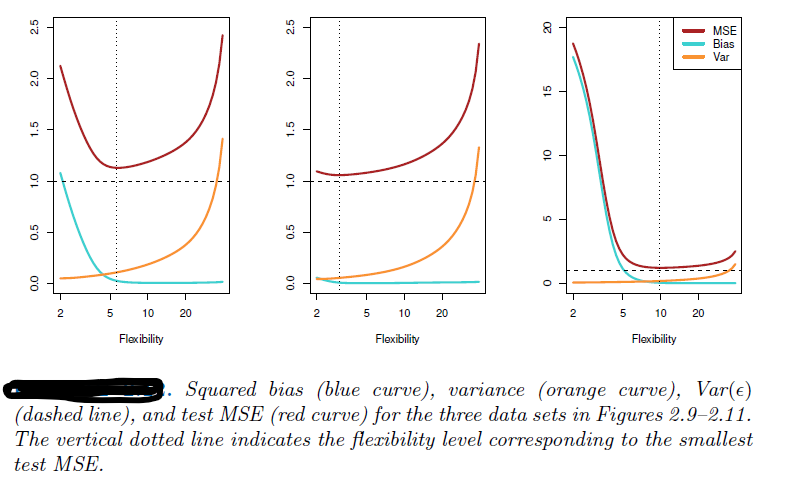 2.5
2.0
1.5
1.0
0.5
0.0
2 5 10 20
Flexibility
2.5
2.0
1.5
1.0
0.5
0.0
2 5 10 20
Flexibility
20
15
10
5
0
2 5 10 20
Flexibility
MSE
Bias
Var
. Squared bias (blue curve), variance (orange curve), Var(ϵ)
(dashed line), and test MSE (red curve) for the three data sets in Figures 2.9–2.11.
The vertical dotted line indicates the flexibility level corresponding to the smallest
test MSE.